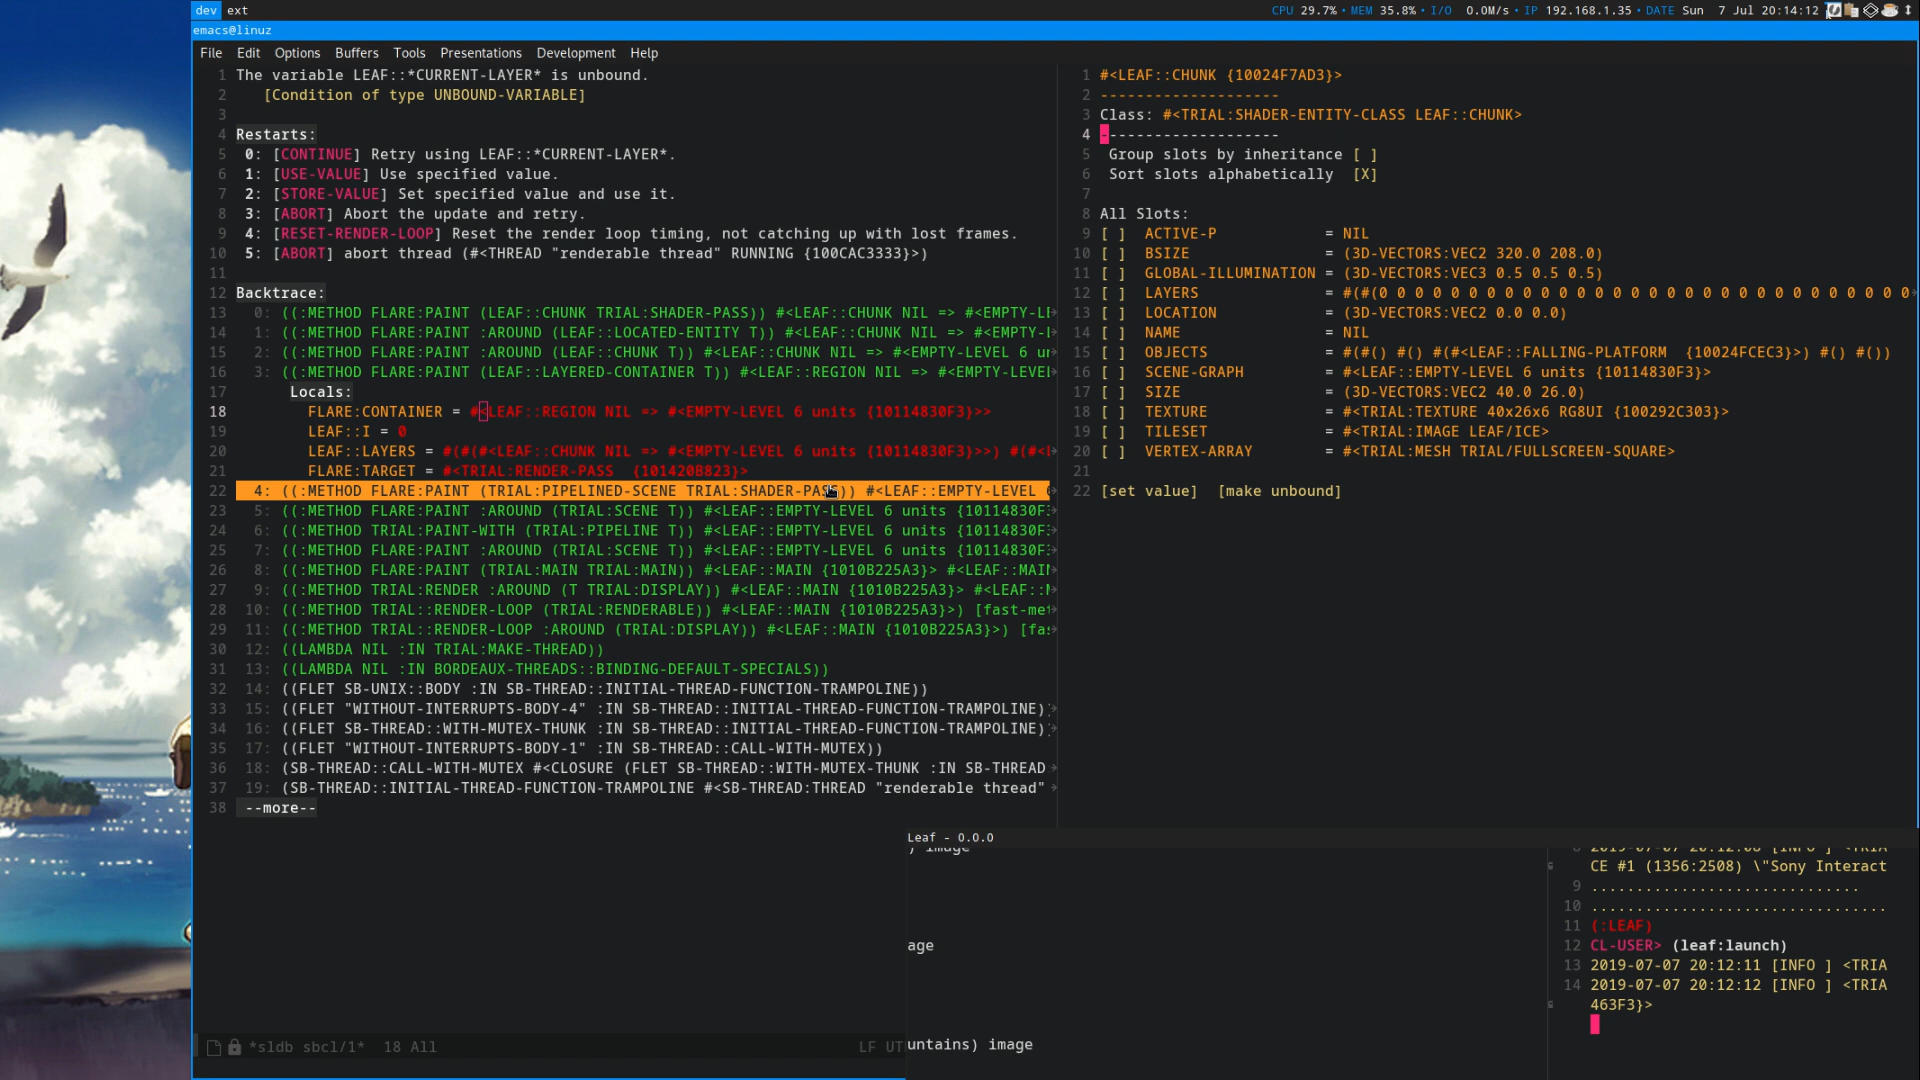 dev ext
CPU 29.7% • MEM 35.8% • I/O 0.0M/s • IP 192.168.1.35 • DATE Sun 7 Jul 20:14:12
emacs@linuz
File Edit Options Buffers Tools Presentations Development Help
1 The variable LEAF::*CURRENT-LAYER* is unbound.
2 [Condition of type UNBOUND-VARIABLE]
3
4 Restarts:
5 0: [CONTINUE] Retry using LEAF::*CURRENT-LAYER*.
6 1: [USE-VALUE] Use specified value.
7 2: [STORE-VALUE] Set specified value and use it.
8 3: [ABORT] Abort the update and retry.
9 4: [RESET-RENDER-LOOP] Reset the render loop timing, not catching up with lost frames.
10 5: [ABORT] abort thread (#<THREAD "renderable thread" RUNNING {100CAC3333}>)
11
12 Backtrace:
13 0: ((:METHOD FLARE:PAINT (LEAF::CHUNK TRIAL:SHADER-PASS)) #<LEAF::CHUNK NIL => #<EMPTY-LE
14 1: ((:METHOD FLARE:PAINT :AROUND (LEAF::LOCATED-ENTITY T)) #<LEAF::CHUNK NIL => #<EMPTY-L
15 2: ((:METHOD FLARE:PAINT :AROUND (LEAF::CHUNK T)) #<LEAF::CHUNK NIL => #<EMPTY-LEVEL 6 un
16 3: ((:METHOD FLARE:PAINT (LEAF::LAYERED-CONTAINER T)) #<LEAF::REGION NIL => #<EMPTY-LEVEL
17 Locals:
18 FLARE:CONTAINER = #<LEAF::REGION NIL => #<EMPTY-LEVEL 6 units {10114830F3}>>
19 LEAF::I = 0
20 LEAF::LAYERS = #(#(#<LEAF::CHUNK NIL => #<EMPTY-LEVEL 6 units {10114830F3}>>) #(#<L
21 FLARE:TARGET = #<TRIAL:RENDER-PASS {101420B823}>
22 4: ((:METHOD FLARE:PAINT (TRIAL:PIPELINED-SCENE TRIAL:SHADER-PASS)) #<LEAF::EMPTY-LEVEL 6
23 5: ((:METHOD FLARE:PAINT :AROUND (TRIAL:SCENE T)) #<LEAF::EMPTY-LEVEL 6 units {10114830F3
24 6: ((:METHOD TRIAL:PAINT-WITH (TRIAL:PIPELINE T)) #<LEAF::EMPTY-LEVEL 6 units {10114830F3
25 7: ((:METHOD FLARE:PAINT :AROUND (TRIAL:SCENE T)) #<LEAF::EMPTY-LEVEL 6 units {10114830F3
26 8: ((:METHOD FLARE:PAINT (TRIAL:MAIN TRIAL:MAIN)) #<LEAF::MAIN {1010B225A3}> #<LEAF::MAIN
27 9: ((:METHOD TRIAL:RENDER :AROUND (T TRIAL:DISPLAY)) #<LEAF::MAIN {1010B225A3}> #<LEAF::M
28 10: ((:METHOD TRIAL::RENDER-LOOP (TRIAL:RENDERABLE)) #<LEAF::MAIN {1010B225A3}>) [fast-met
29 11: ((:METHOD TRIAL::RENDER-LOOP :AROUND (TRIAL:DISPLAY)) #<LEAF::MAIN {1010B225A3}>) [fas
30 12: ((LAMBDA NIL :IN TRIAL:MAKE-THREAD))
31 13: ((LAMBDA NIL :IN BORDEAUX-THREADS::BINDING-DEFAULT-SPECIALS))
32 14: ((FLET SB-UNIX::BODY :IN SB-THREAD::INITIAL-THREAD-FUNCTION-TRAMPOLINE))
33 15: ((FLET "WITHOUT-INTERRUPTS-BODY-4" :IN SB-THREAD::INITIAL-THREAD-FUNCTION-TRAMPOLINE))
34 16: ((FLET SB-THREAD::WITH-MUTEX-THUNK :IN SB-THREAD::INITIAL-THREAD-FUNCTION-TRAMPOLINE))
35 17: ((FLET "WITHOUT-INTERRUPTS-BODY-1" :IN SB-THREAD::CALL-WITH-MUTEX))
36 18: (SB-THREAD::CALL-WITH-MUTEX #<CLOSURE (FLET SB-THREAD::WITH-MUTEX-THUNK :IN SB-THREAD
37 19: (SB-THREAD::INITIAL-THREAD-FUNCTION-TRAMPOLINE #<SB-THREAD:THREAD "renderable thread"
38 --more--
*sldb sbcl/1* 18 All LF UT
1 #<LEAF::CHUNK {10024F7AD3}>
2 --------------------
3 Class: #<TRIAL:SHADER-ENTITY-CLASS LEAF::CHUNK>
4 --------------------
5 Group slots by inheritance [ ]
6 Sort slots alphabetically [X]
7
8 All Slots:
9 [ ] ACTIVE-P = NIL
10 [ ] BSIZE = (3D-VECTORS:VEC2 320.0 208.0)
11 [ ] GLOBAL-ILLUMINATION = (3D-VECTORS:VEC3 0.5 0.5 0.5)
12 [ ] LAYERS = #(#(0 0 0 0 0 0 0 0 0 0 0 0 0 0 0 0 0 0 0 0 0 0 0 0 0 0 0 0 0 0
13 [ ] LOCATION = (3D-VECTORS:VEC2 0.0 0.0)
14 [ ] NAME = NIL
15 [ ] OBJECTS = #(#() #() #(#<LEAF::FALLING-PLATFORM {10024FCEC3}>) #() #())
16 [ ] SCENE-GRAPH = #<LEAF::EMPTY-LEVEL 6 units {10114830F3}>
17 [ ] SIZE = (3D-VECTORS:VEC2 40.0 26.0)
18 [ ] TEXTURE = #<TRIAL:TEXTURE 40x26x6 RG8UI {100292C303}>
19 [ ] TILESET = #<TRIAL:IMAGE LEAF/ICE>
20 [ ] VERTEX-ARRAY = #<TRIAL:MESH TRIAL/FULLSCREEN-SQUARE>
21
22 [set value] [make unbound]
Leaf - 0.0.0
) image
age
untains) image
8 2019-07-07 20:12:08 [INFO ] <TRIA
CE #1 (1356:2508) \"Sony Interact
9 ..............................
10 .................................
11 (:LEAF)
12 CL-USER> (leaf:launch)
13 2019-07-07 20:12:11 [INFO ] <TRIA
14 2019-07-07 20:12:12 [INFO ] <TRIA
463F3}>